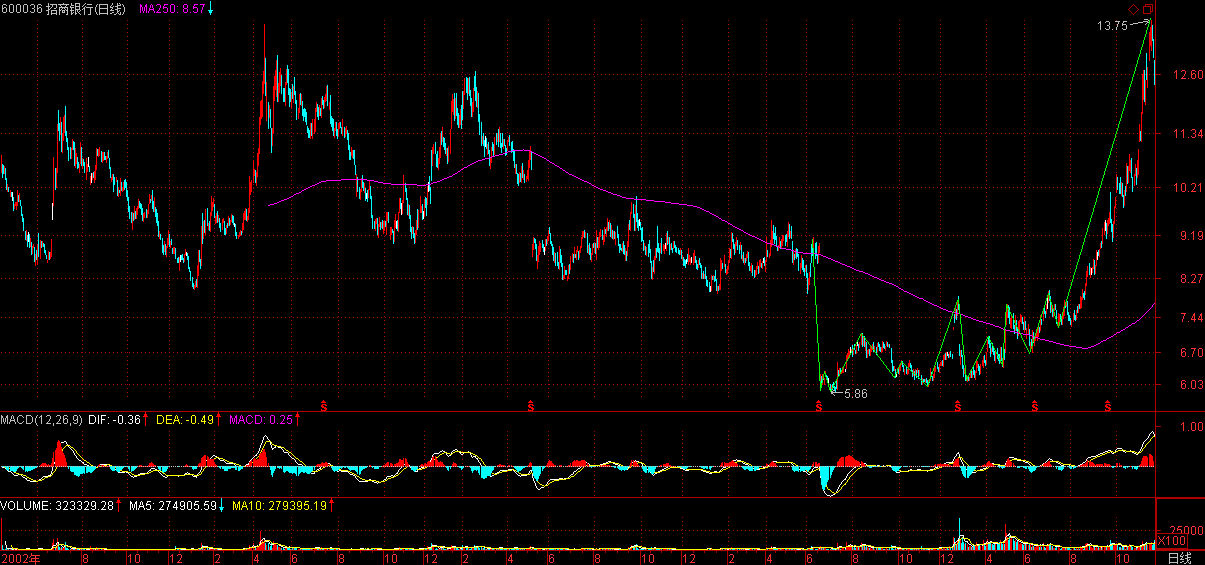 600036 招商银行(日线) MA250: 8.57↓
13.75
12.60
11.34
10.21
9.19
8.27
7.44
6.70
6.03
5.86
S S S S S S
MACD(12,26,9) DIF: -0.36↑ DEA: -0.49↑ MACD: 0.25↑
1.00
VOLUME: 323329.28↑ MA5: 274905.59↓ MA10: 279395.19↑
25000
X100
2002年 8 10 12 2 4 6 8 10 12 2 4 6 8 10 12 2 4 6 8 10 12 4 6 8 10 日线